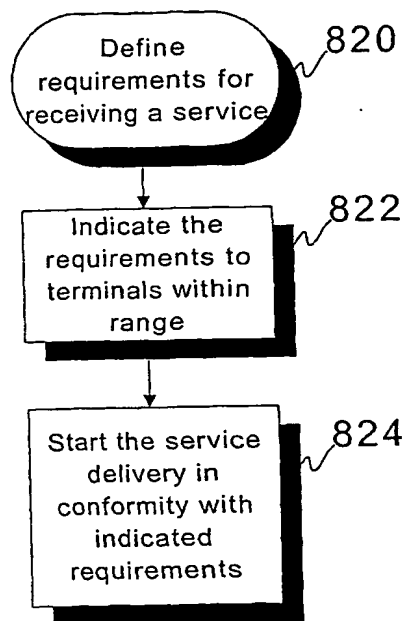 Define
requirements for
receiving a service
820
Indicate the
requirements to
terminals within
range
822
Start the service
delivery in
conformity with
indicated
requirements
824